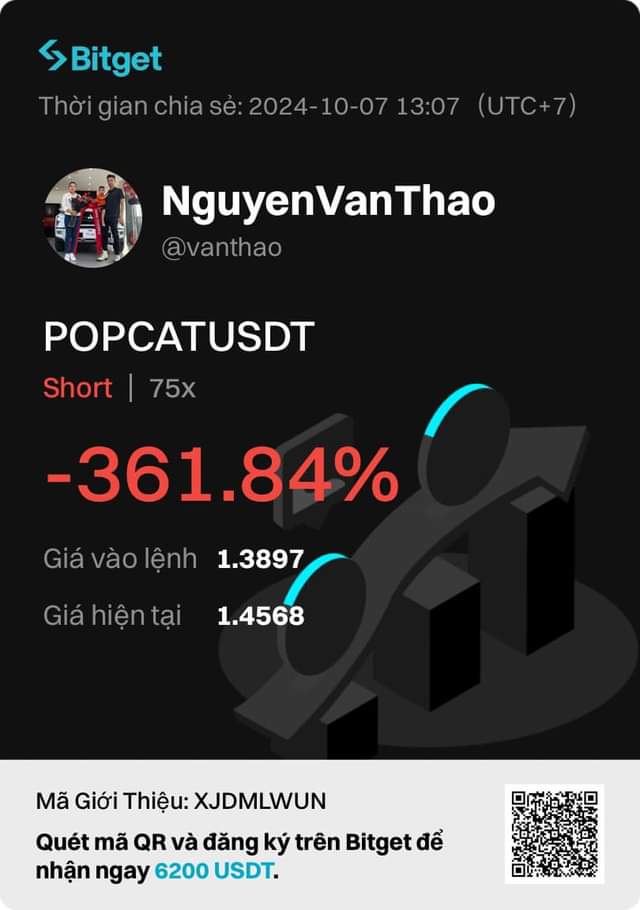 Bitget
Thời gian chia sẻ: 2024-10-07 13:07 (UTC+7)
NguyenVanThao
@vanthao
POPCATUSDT
Short | 75x
-361.84%
Giá vào lệnh 1.3897
Giá hiện tại 1.4568
Mã Giới Thiệu: XJDMLWUN
Quét mã QR và đăng ký trên Bitget để
nhận ngay 6200 USDT.